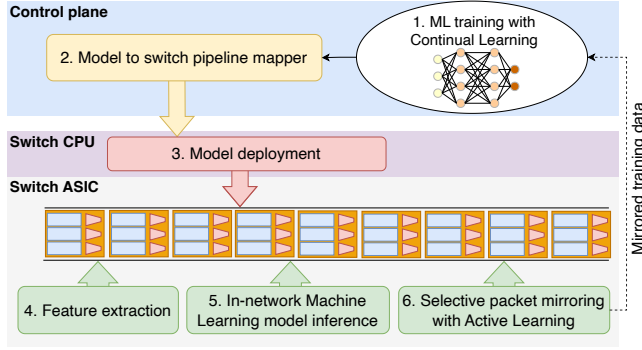 Control plane
1. ML training with
Continual Learning
2. Model to switch pipeline mapper
Switch CPU
3. Model deployment
Switch ASIC
4. Feature extraction
5. In-network Machine
Learning model inference
6. Selective packet mirroring
with Active Learning
Mirrored training data